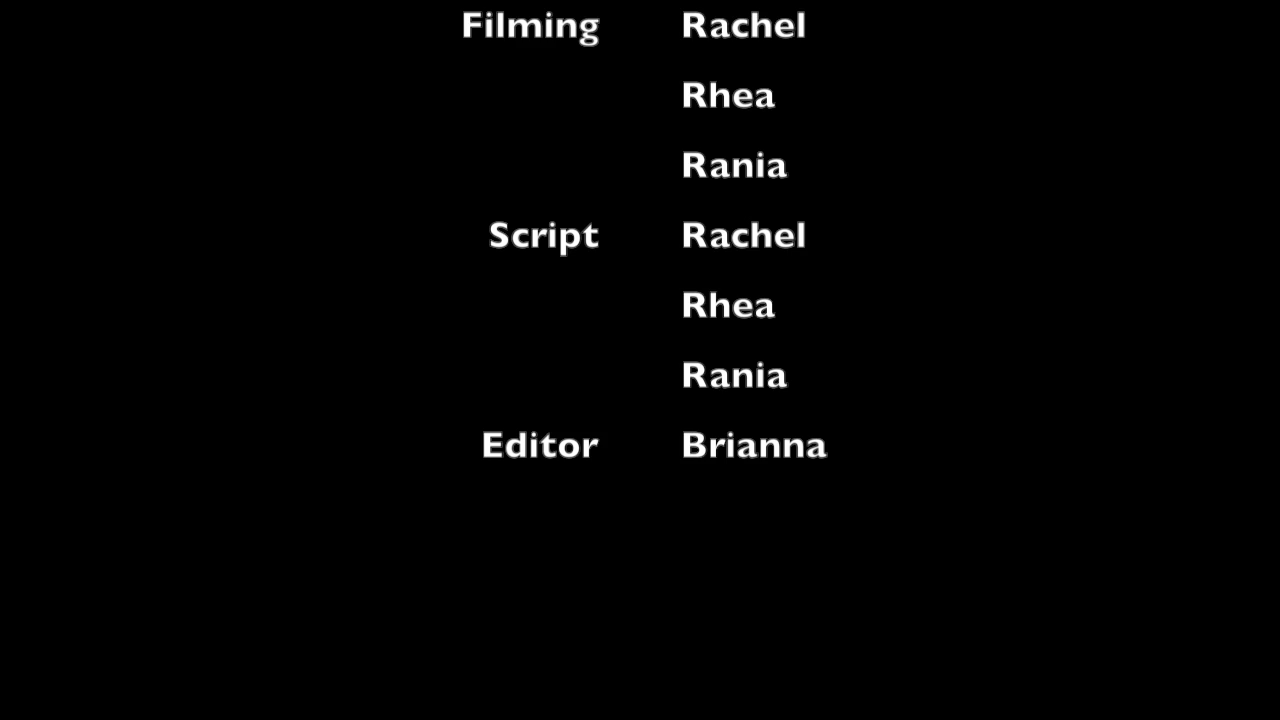 Filming Rachel
Rhea
Rania
Script Rachel
Rhea
Rania
Editor Brianna